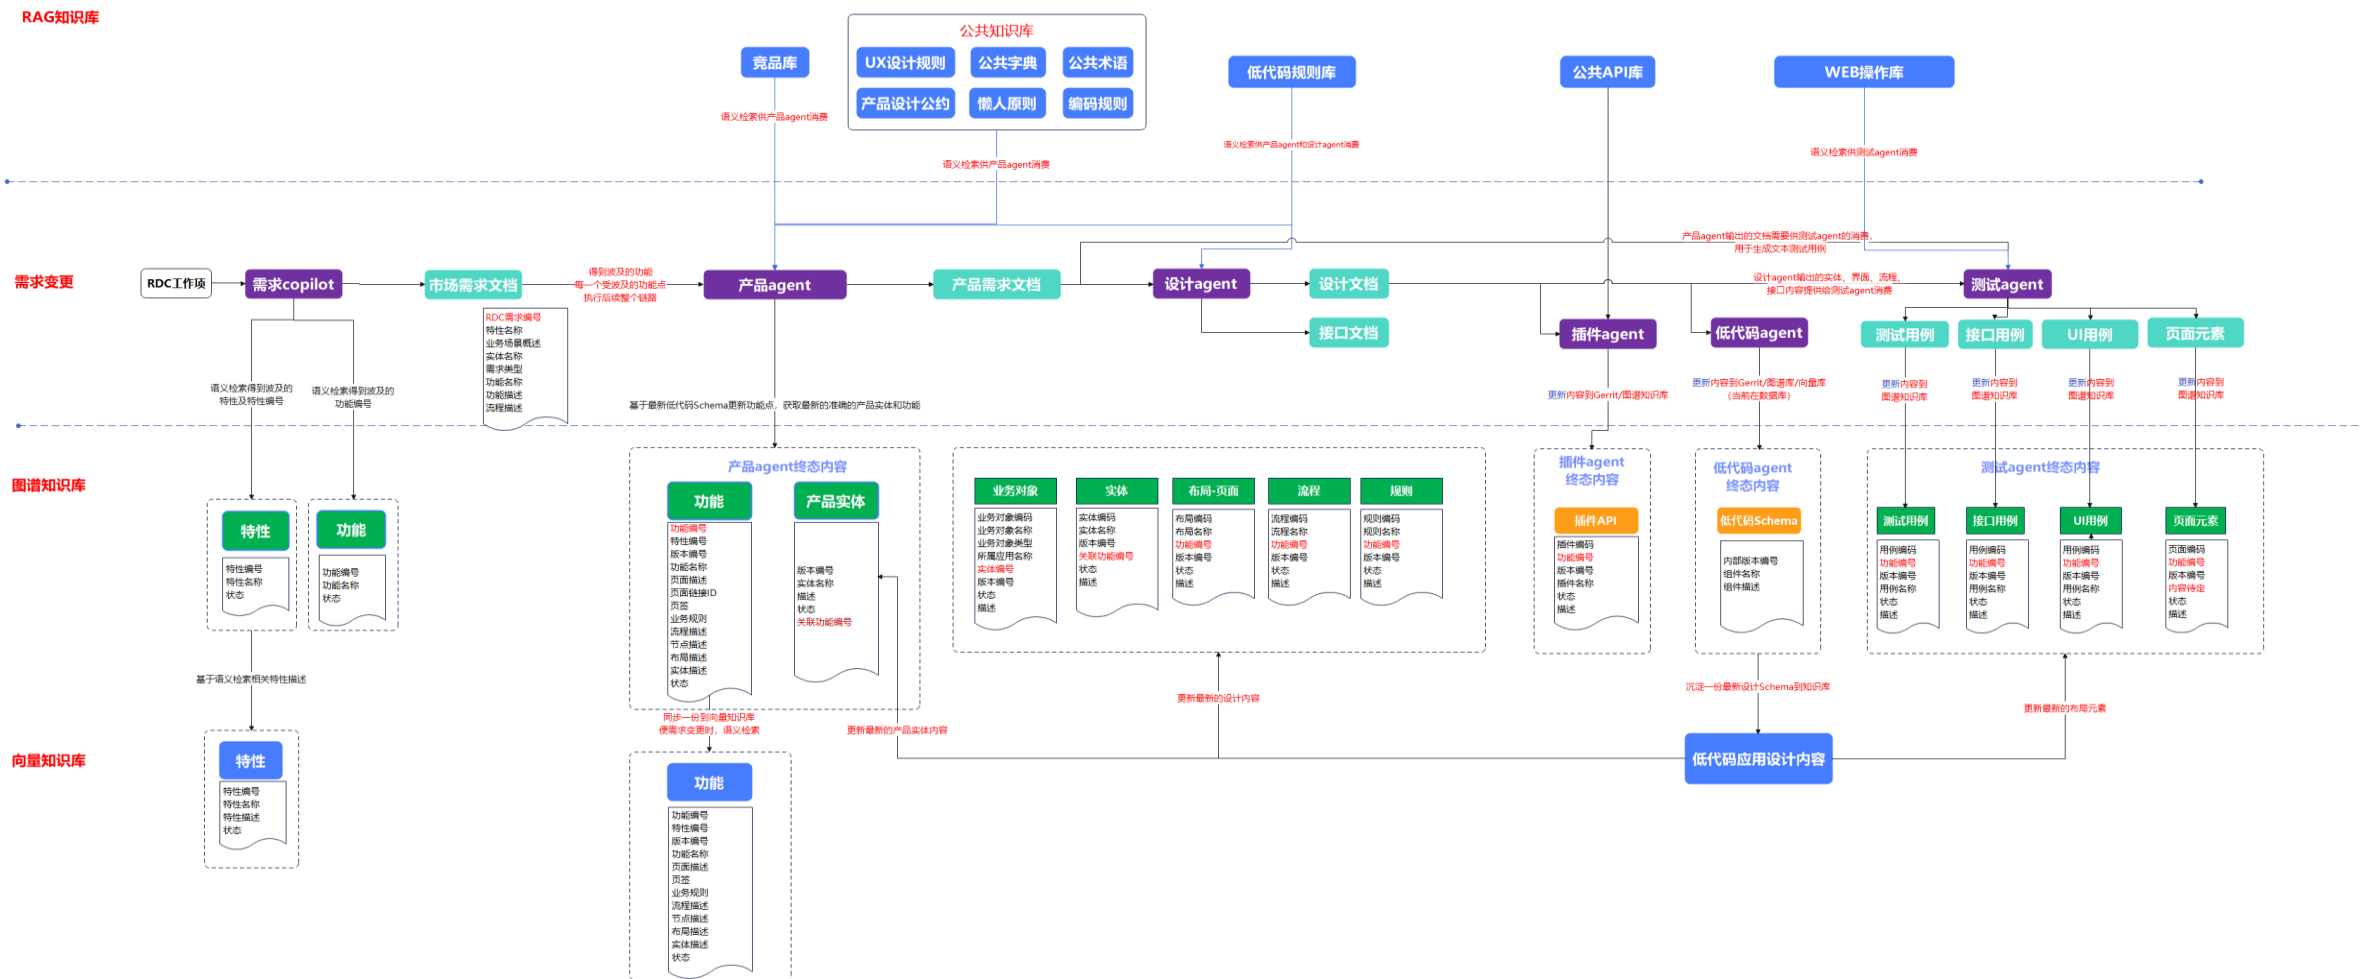 RAG知识库
公共知识库
竞品库
UX设计规则
公共字典
公共术语
产品设计公约
懒人原则
编码规则
低代码规则库
公共API库
WEB操作库
语义检索供产品agent消费
语义检索供产品agent消费
语义检索供产品agent和设计agent消费
语义检索供测试agent消费
需求变更
RDC工作项
需求copilot
市场需求文档
得到波及的功能
每一个受波及的功能点
执行后续整个链路
产品agent
产品需求文档
设计agent
设计文档
接口文档
产品agent输出的文档需要供测试agent的消费，
用于生成文本测试用例
设计agent输出的实体、界面、流程、
接口内容提供给测试agent消费
测试agent
插件agent
低代码agent
测试用例
接口用例
UI用例
页面元素
RDC需求编号
特性名称
业务场景概述
实体名称
需求类型
功能名称
功能描述
流程描述
语义检索得到波及的
特性及特性编号
语义检索得到波及的
功能编号
基于最新低代码Schema更新功能点，获取最新的准确的产品实体和功能
更新内容到Gerrit/图谱知识库
更新内容到Gerrit/图谱库/向量库
（当前在数据库）
更新内容到
图谱知识库
更新内容到
图谱知识库
更新内容到
图谱知识库
更新内容到
图谱知识库
图谱知识库
特性
特性编号
特性名称
状态
功能
功能编号
功能名称
状态
产品agent终态内容
功能
功能编号
特性编号
版本编号
功能名称
页面描述
页面链接ID
页签
业务规则
流程描述
节点描述
布局描述
实体描述
状态
产品实体
版本编号
实体名称
描述
状态
关联功能编号
业务对象
业务对象编码
业务对象名称
业务对象类型
所属应用名称
实体编号
版本编号
状态
描述
实体
实体编码
实体名称
版本编号
关联功能编号
状态
描述
布局-页面
布局编码
布局名称
功能编号
版本编号
状态
描述
流程
流程编码
流程名称
功能编号
版本编号
状态
描述
规则
规则编码
规则名称
功能编号
版本编号
状态
描述
插件agent
终态内容
插件API
插件编码
功能编号
版本编号
插件名称
状态
描述
低代码agent
终态内容
低代码Schema
内部版本编号
组件名称
组件描述
测试agent终态内容
测试用例
用例编码
功能编号
版本编号
用例名称
状态
描述
接口用例
用例编码
功能编号
版本编号
用例名称
状态
描述
UI用例
用例编码
功能编号
版本编号
用例名称
状态
描述
页面元素
页面编码
功能编号
版本编号
内容待定
状态
描述
基于语义检索相关特性描述
同步一份到向量知识库
便需求变更时，语义检索
更新最新的产品实体内容
更新最新的设计内容
沉淀一份最新设计Schema到知识库
更新最新的布局元素
向量知识库
特性
特性编号
特性名称
特性描述
状态
功能
功能编号
特性编号
版本编号
功能名称
页面描述
页签
业务规则
流程描述
节点描述
布局描述
实体描述
状态
低代码应用设计内容